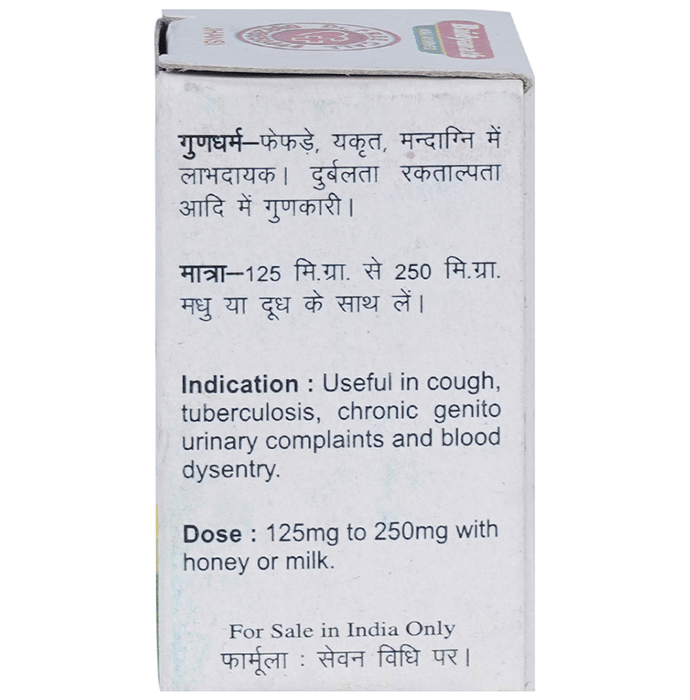 Baidyanath
JHANSI
गुणधर्म–फेफड़े, यकृत, मन्दाग्नि में
लाभदायक। दुर्बलता रकताल्पता
आदि में गुणकारी।
मात्रा–125 मि.ग्रा. से 250 मि.ग्रा.
मधु या दूध के साथ लें।
Indication : Useful in cough,
tuberculosis, chronic genito
urinary complaints and blood
dysentry.
Dose : 125mg to 250mg with
honey or milk.
For Sale in India Only
फार्मूला : सेवन विधि पर।